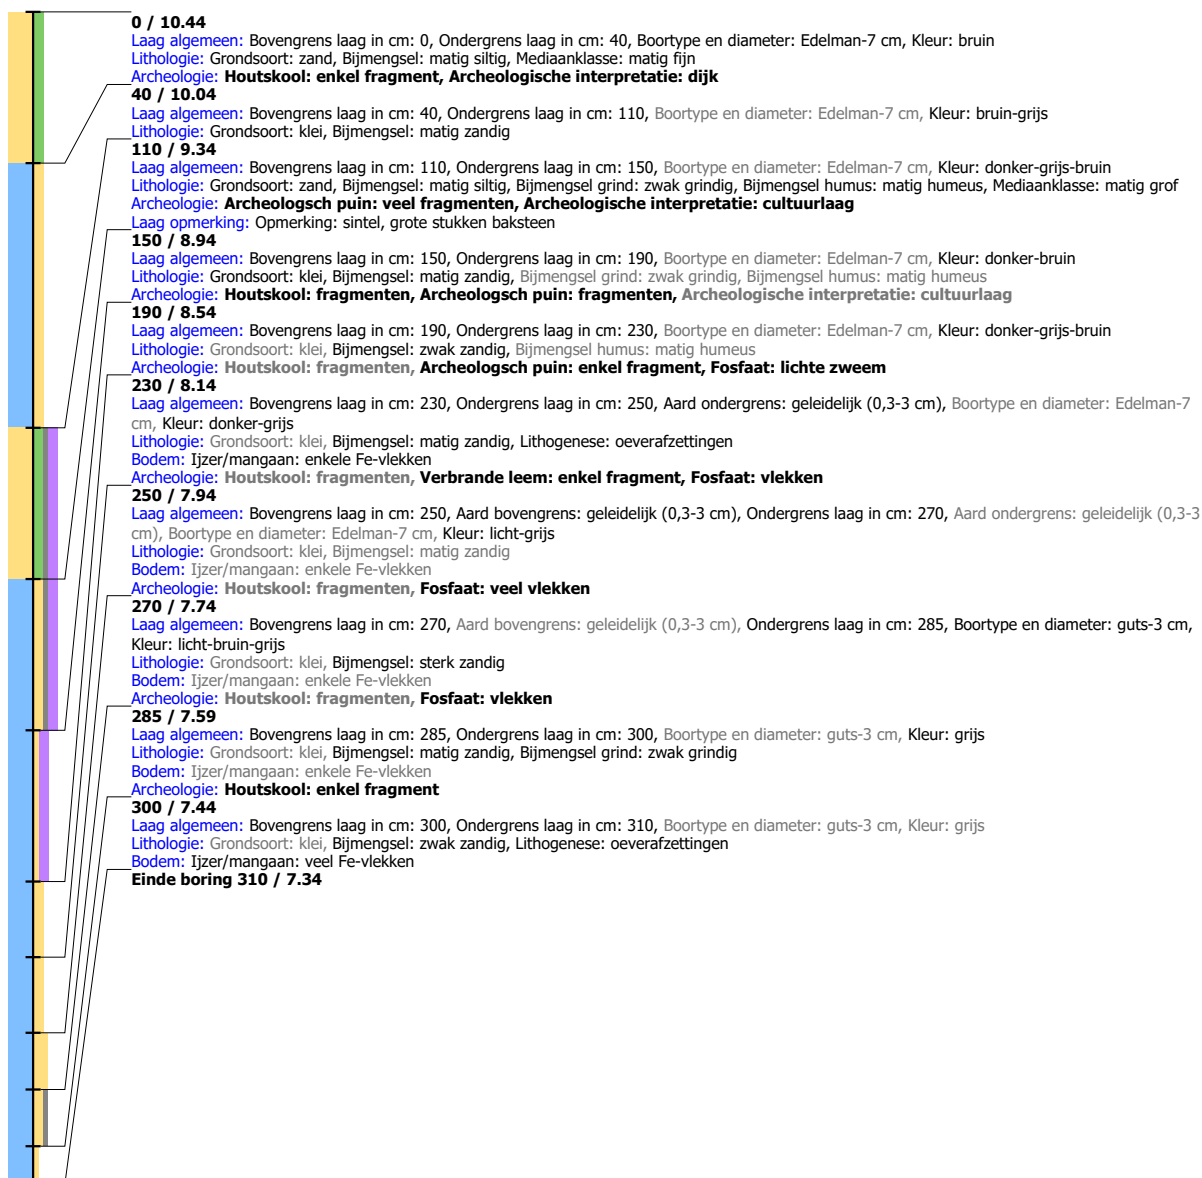 0 / 10.44
Laag algemeen: Bovengrens laag in cm: 0, Ondergrens laag in cm: 40, Boortype en diameter: Edelman-7 cm, Kleur: bruin
Lithologie: Grondsoort: zand, Bijmengsel: matig siltig, Mediaanklasse: matig fijn
Archeologie: Houtskool: enkel fragment, Archeologische interpretatie: dijk
40 / 10.04
Laag algemeen: Bovengrens laag in cm: 40, Ondergrens laag in cm: 110, Boortype en diameter: Edelman-7 cm, Kleur: bruin-grijs
Lithologie: Grondsoort: klei, Bijmengsel: matig zandig
110 / 9.34
Laag algemeen: Bovengrens laag in cm: 110, Ondergrens laag in cm: 150, Boortype en diameter: Edelman-7 cm, Kleur: donker-grijs-bruin
Lithologie: Grondsoort: zand, Bijmengsel: matig siltig, Bijmengsel grind: zwak grindig, Bijmengsel humus: matig humeus, Mediaanklasse: matig grof
Archeologie: Archeologsch puin: veel fragmenten, Archeologische interpretatie: cultuurlaag
Laag opmerking: Opmerking: sintel, grote stukken baksteen
150 / 8.94
Laag algemeen: Bovengrens laag in cm: 150, Ondergrens laag in cm: 190, Boortype en diameter: Edelman-7 cm, Kleur: donker-bruin
Lithologie: Grondsoort: klei, Bijmengsel: matig zandig, Bijmengsel grind: zwak grindig, Bijmengsel humus: matig humeus
Archeologie: Houtskool: fragmenten, Archeologsch puin: fragmenten, Archeologische interpretatie: cultuurlaag
190 / 8.54
Laag algemeen: Bovengrens laag in cm: 190, Ondergrens laag in cm: 230, Boortype en diameter: Edelman-7 cm, Kleur: donker-grijs-bruin
Lithologie: Grondsoort: klei, Bijmengsel: zwak zandig, Bijmengsel humus: matig humeus
Archeologie: Houtskool: fragmenten, Archeologsch puin: enkel fragment, Fosfaat: lichte zweem
230 / 8.14
Laag algemeen: Bovengrens laag in cm: 230, Ondergrens laag in cm: 250, Aard ondergrens: geleidelijk (0,3-3 cm), Boortype en diameter: Edelman-7
cm, Kleur: donker-grijs
Lithologie: Grondsoort: klei, Bijmengsel: matig zandig, Lithogenese: oeverafzettingen
Bodem: Ijzer/mangaan: enkele Fe-vlekken
Archeologie: Houtskool: fragmenten, Verbrande leem: enkel fragment, Fosfaat: vlekken
250 / 7.94
Laag algemeen: Bovengrens laag in cm: 250, Aard bovengrens: geleidelijk (0,3-3 cm), Ondergrens laag in cm: 270, Aard ondergrens: geleidelijk (0,3-3
cm), Boortype en diameter: Edelman-7 cm, Kleur: licht-grijs
Lithologie: Grondsoort: klei, Bijmengsel: matig zandig
Bodem: Ijzer/mangaan: enkele Fe-vlekken
Archeologie: Houtskool: fragmenten, Fosfaat: veel vlekken
270 / 7.74
Laag algemeen: Bovengrens laag in cm: 270, Aard bovengrens: geleidelijk (0,3-3 cm), Ondergrens laag in cm: 285, Boortype en diameter: guts-3 cm,
Kleur: licht-bruin-grijs
Lithologie: Grondsoort: klei, Bijmengsel: sterk zandig
Bodem: Ijzer/mangaan: enkele Fe-vlekken
Archeologie: Houtskool: fragmenten, Fosfaat: vlekken
285 / 7.59
Laag algemeen: Bovengrens laag in cm: 285, Ondergrens laag in cm: 300, Boortype en diameter: guts-3 cm, Kleur: grijs
Lithologie: Grondsoort: klei, Bijmengsel: matig zandig, Bijmengsel grind: zwak grindig
Bodem: Ijzer/mangaan: enkele Fe-vlekken
Archeologie: Houtskool: enkel fragment
300 / 7.44
Laag algemeen: Bovengrens laag in cm: 300, Ondergrens laag in cm: 310, Boortype en diameter: guts-3 cm, Kleur: grijs
Lithologie: Grondsoort: klei, Bijmengsel: zwak zandig, Lithogenese: oeverafzettingen
Bodem: Ijzer/mangaan: veel Fe-vlekken
Einde boring 310 / 7.34